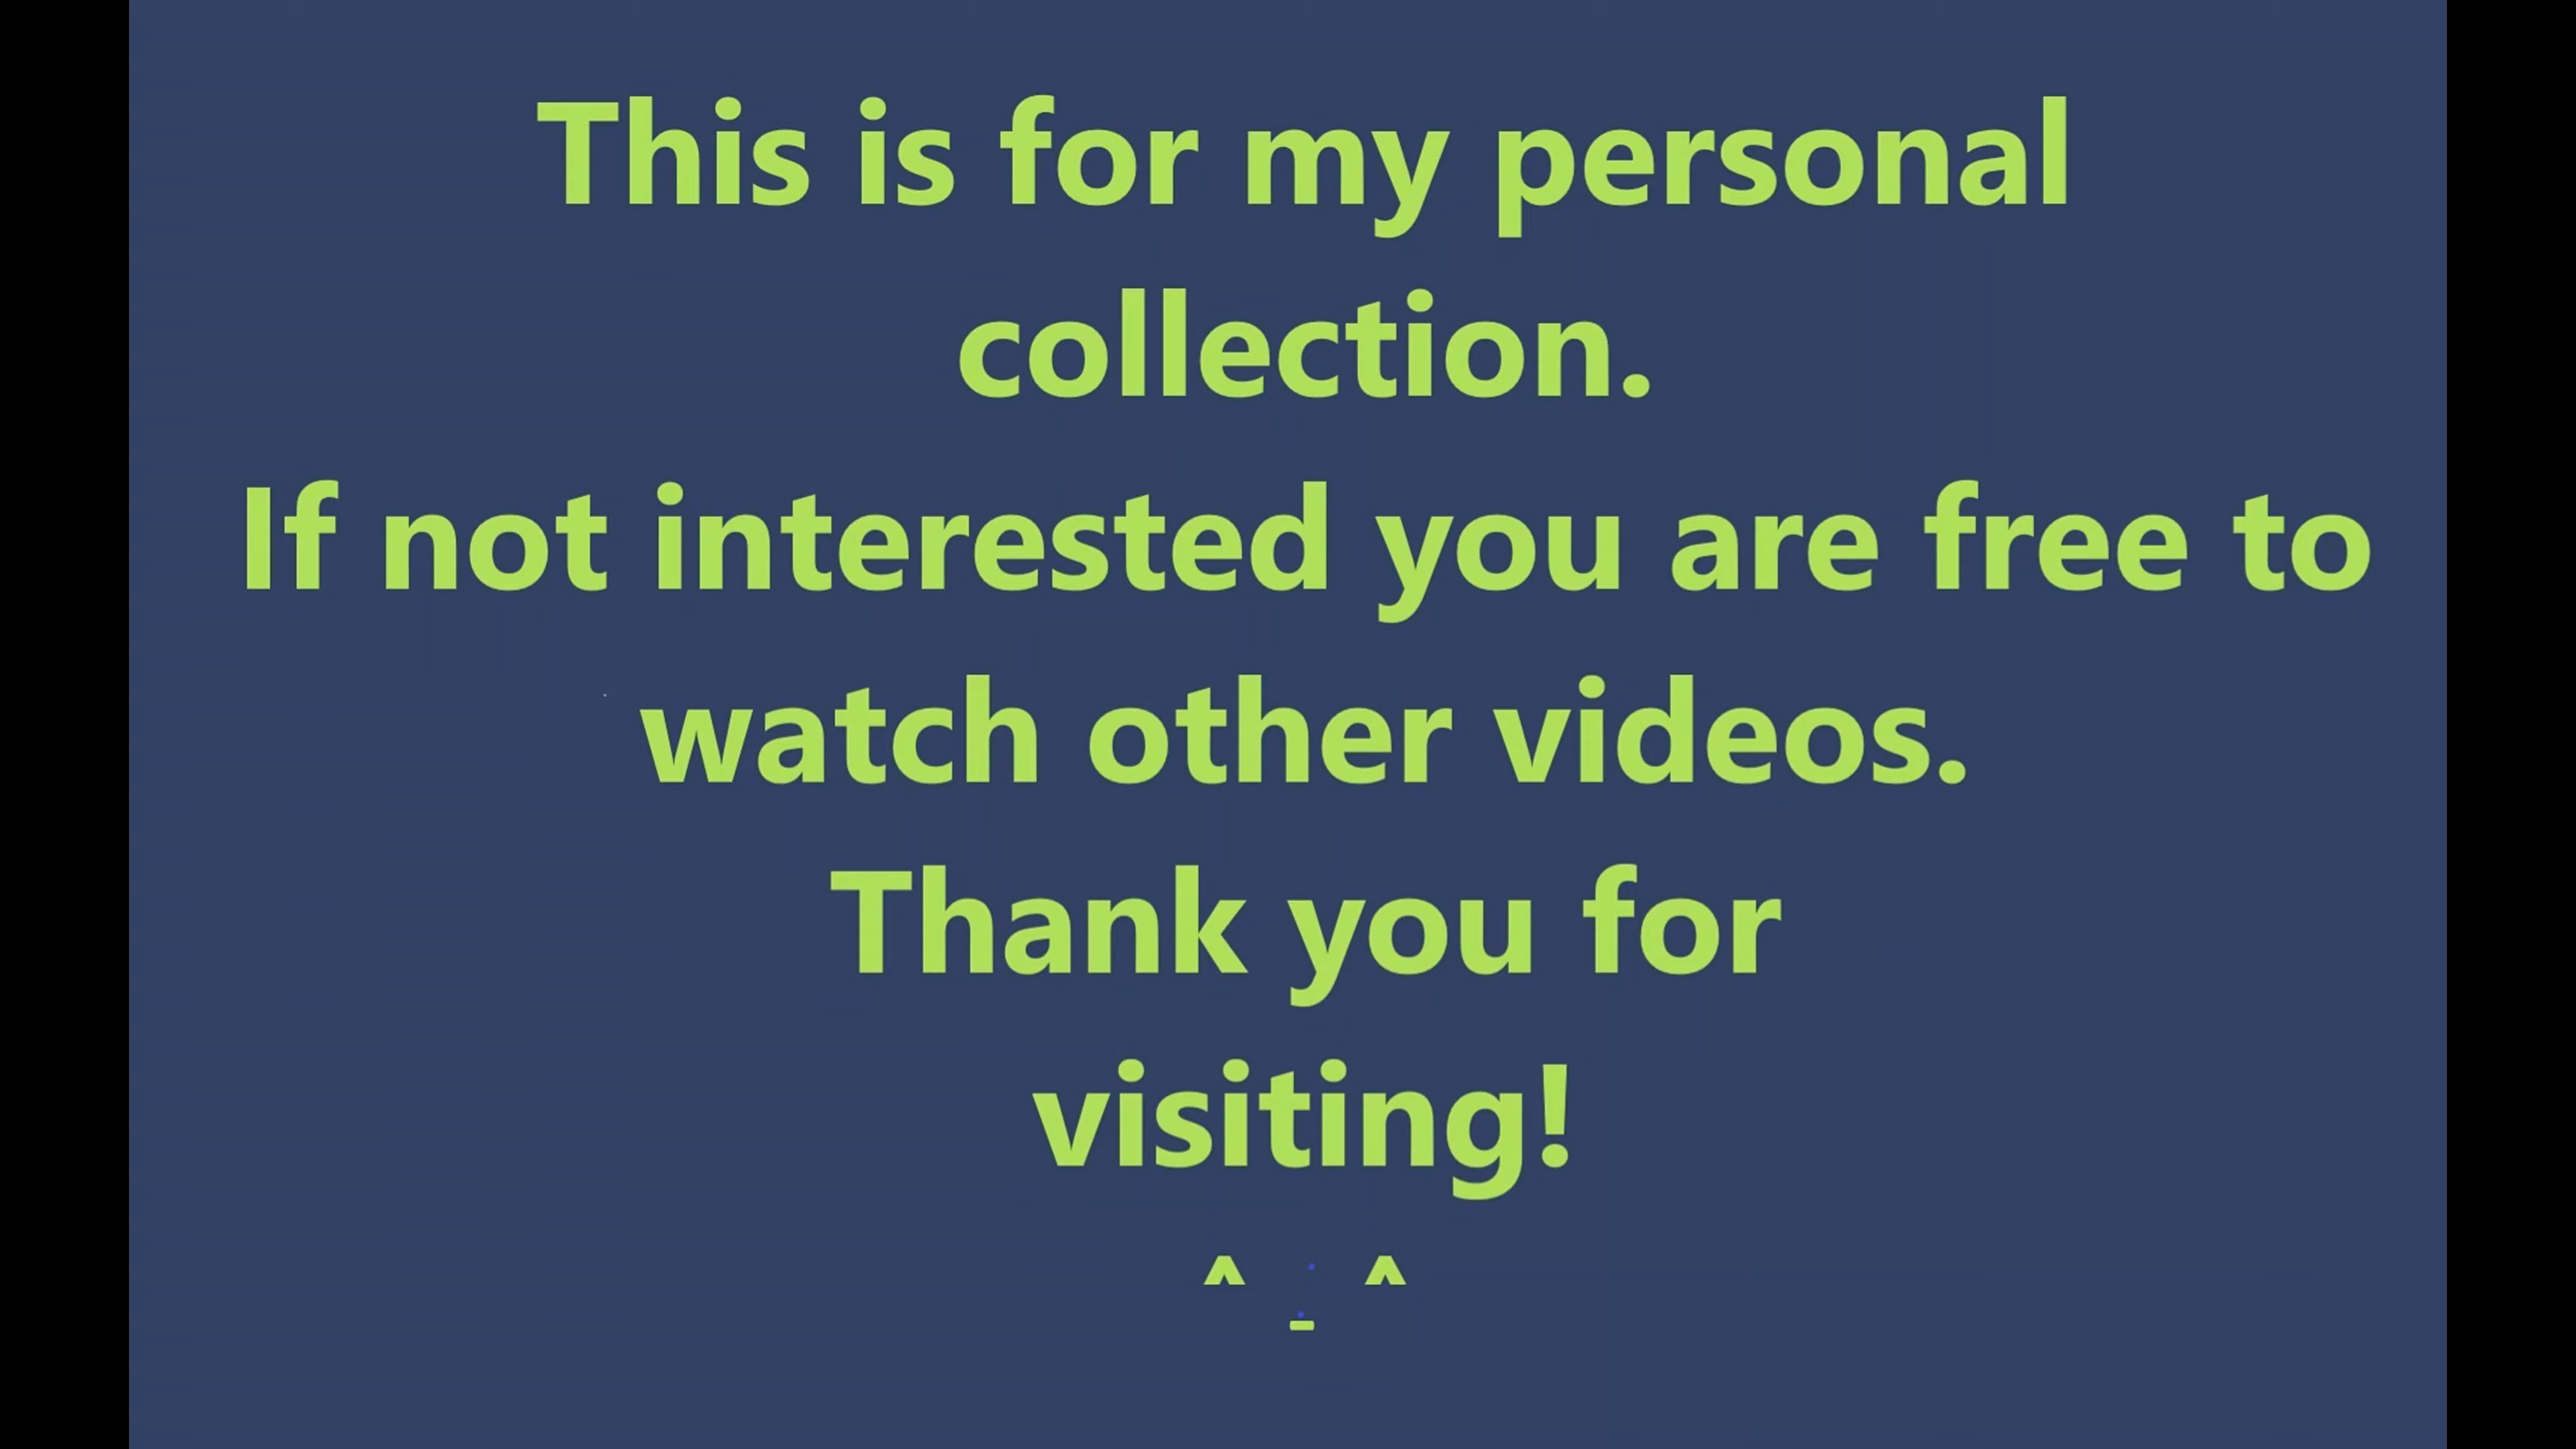 This is for my personal
collection.
If not interested you are free to
watch other videos.
Thank you for
visiting!
^_^